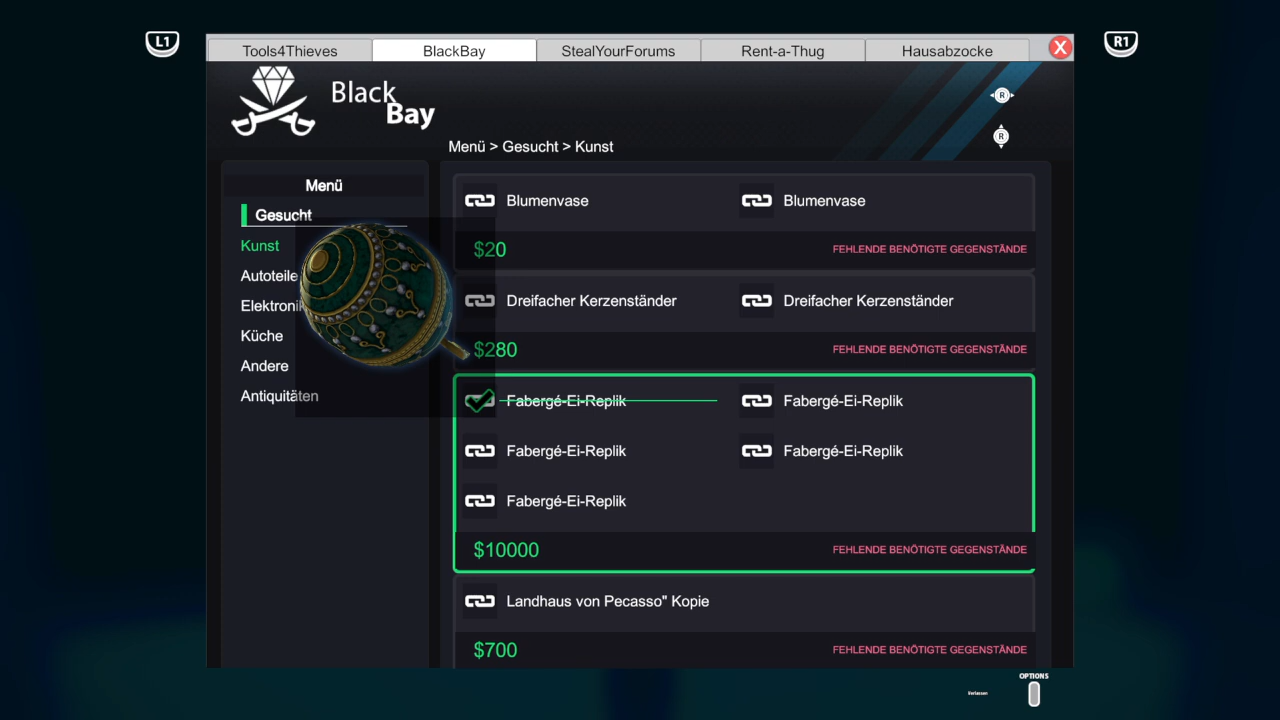 L1
Tools4Thieves
BlackBay
StealYourForums
Rent-a-Thug
Hausabzocke
X
R1
Black
Bay
R
R
Menü > Gesucht > Kunst
Menü
Gesucht
Kunst
Autoteile
Elektronik
Küche
Andere
Antiquitäten
Blumenvase
Blumenvase
$20
FEHLENDE BENÖTIGTE GEGENSTÄNDE
Dreifacher Kerzenständer
Dreifacher Kerzenständer
$280
FEHLENDE BENÖTIGTE GEGENSTÄNDE
Fabergé-Ei-Replik
Fabergé-Ei-Replik
Fabergé-Ei-Replik
Fabergé-Ei-Replik
Fabergé-Ei-Replik
$10000
FEHLENDE BENÖTIGTE GEGENSTÄNDE
Landhaus von Pecasso" Kopie
$700
FEHLENDE BENÖTIGTE GEGENSTÄNDE
OPTIONS
Verlassen